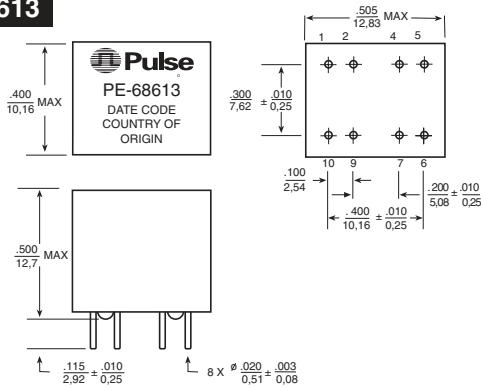 613
.505
12,83 MAX
1 2 4 5
.400
10,16 MAX
Pulse
PE-68613
DATE CODE
COUNTRY OF
ORIGIN
.300
7,62 ± .010
0,25
10 9 7 6
.100
2,54
.200
5,08 ± .010
0,25
.400
10,16 ± .010
0,25
.500
12,7 MAX
.115
2,92 ± .010
0,25
8 X ø .020
0,51 ± .003
0,08